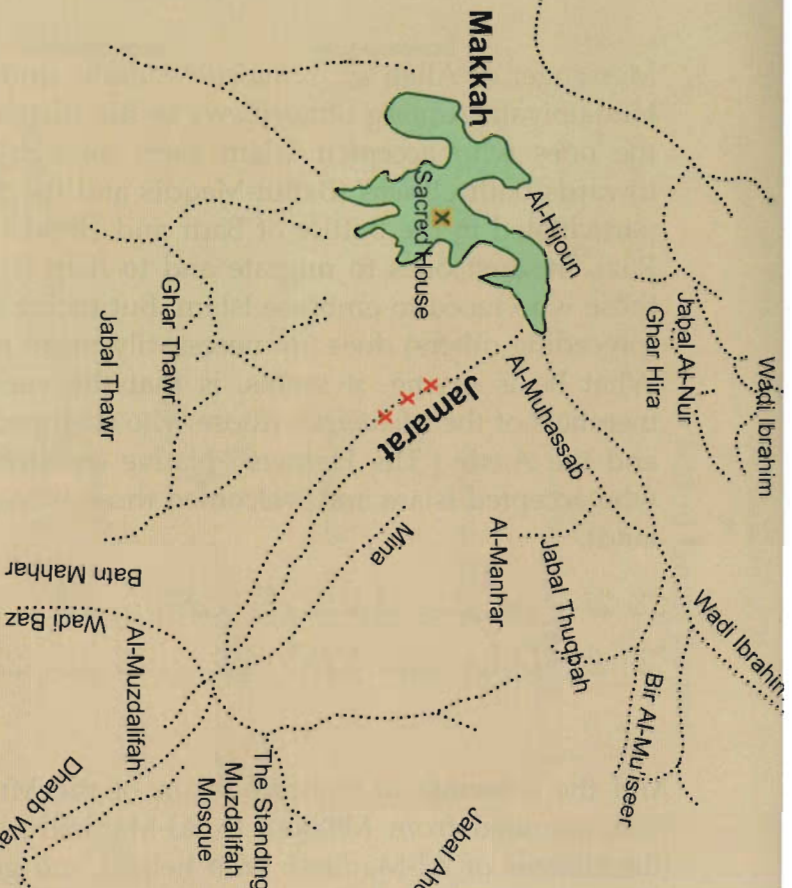 Makkah
Al-Hijoun
Sacred House
Jabal Al-Nur
Ghar Hira
Wadi Ibrahim
Ghar Thawr
Jabal Thawr
Al-Muhassab
Jamarat
Mina
Al-Manhar
Jabal Thuqbah
Wadi Ibrahim
Bir Al-Mu'iseer
Batn Mahhar
Wadi Baz
Al-Muzdalifah
The Standing
Muzdalifah
Mosque
Dhabb